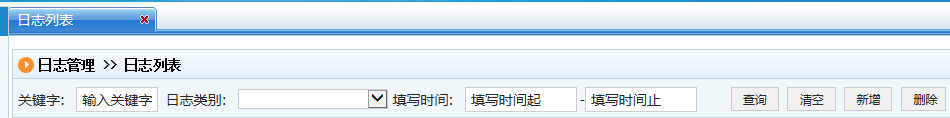 日志列表
日志管理 >> 日志列表
关键字： 输入关键字 日志类别： 填写时间： 填写时间起 - 填写时间止 查询 清空 新增 删除